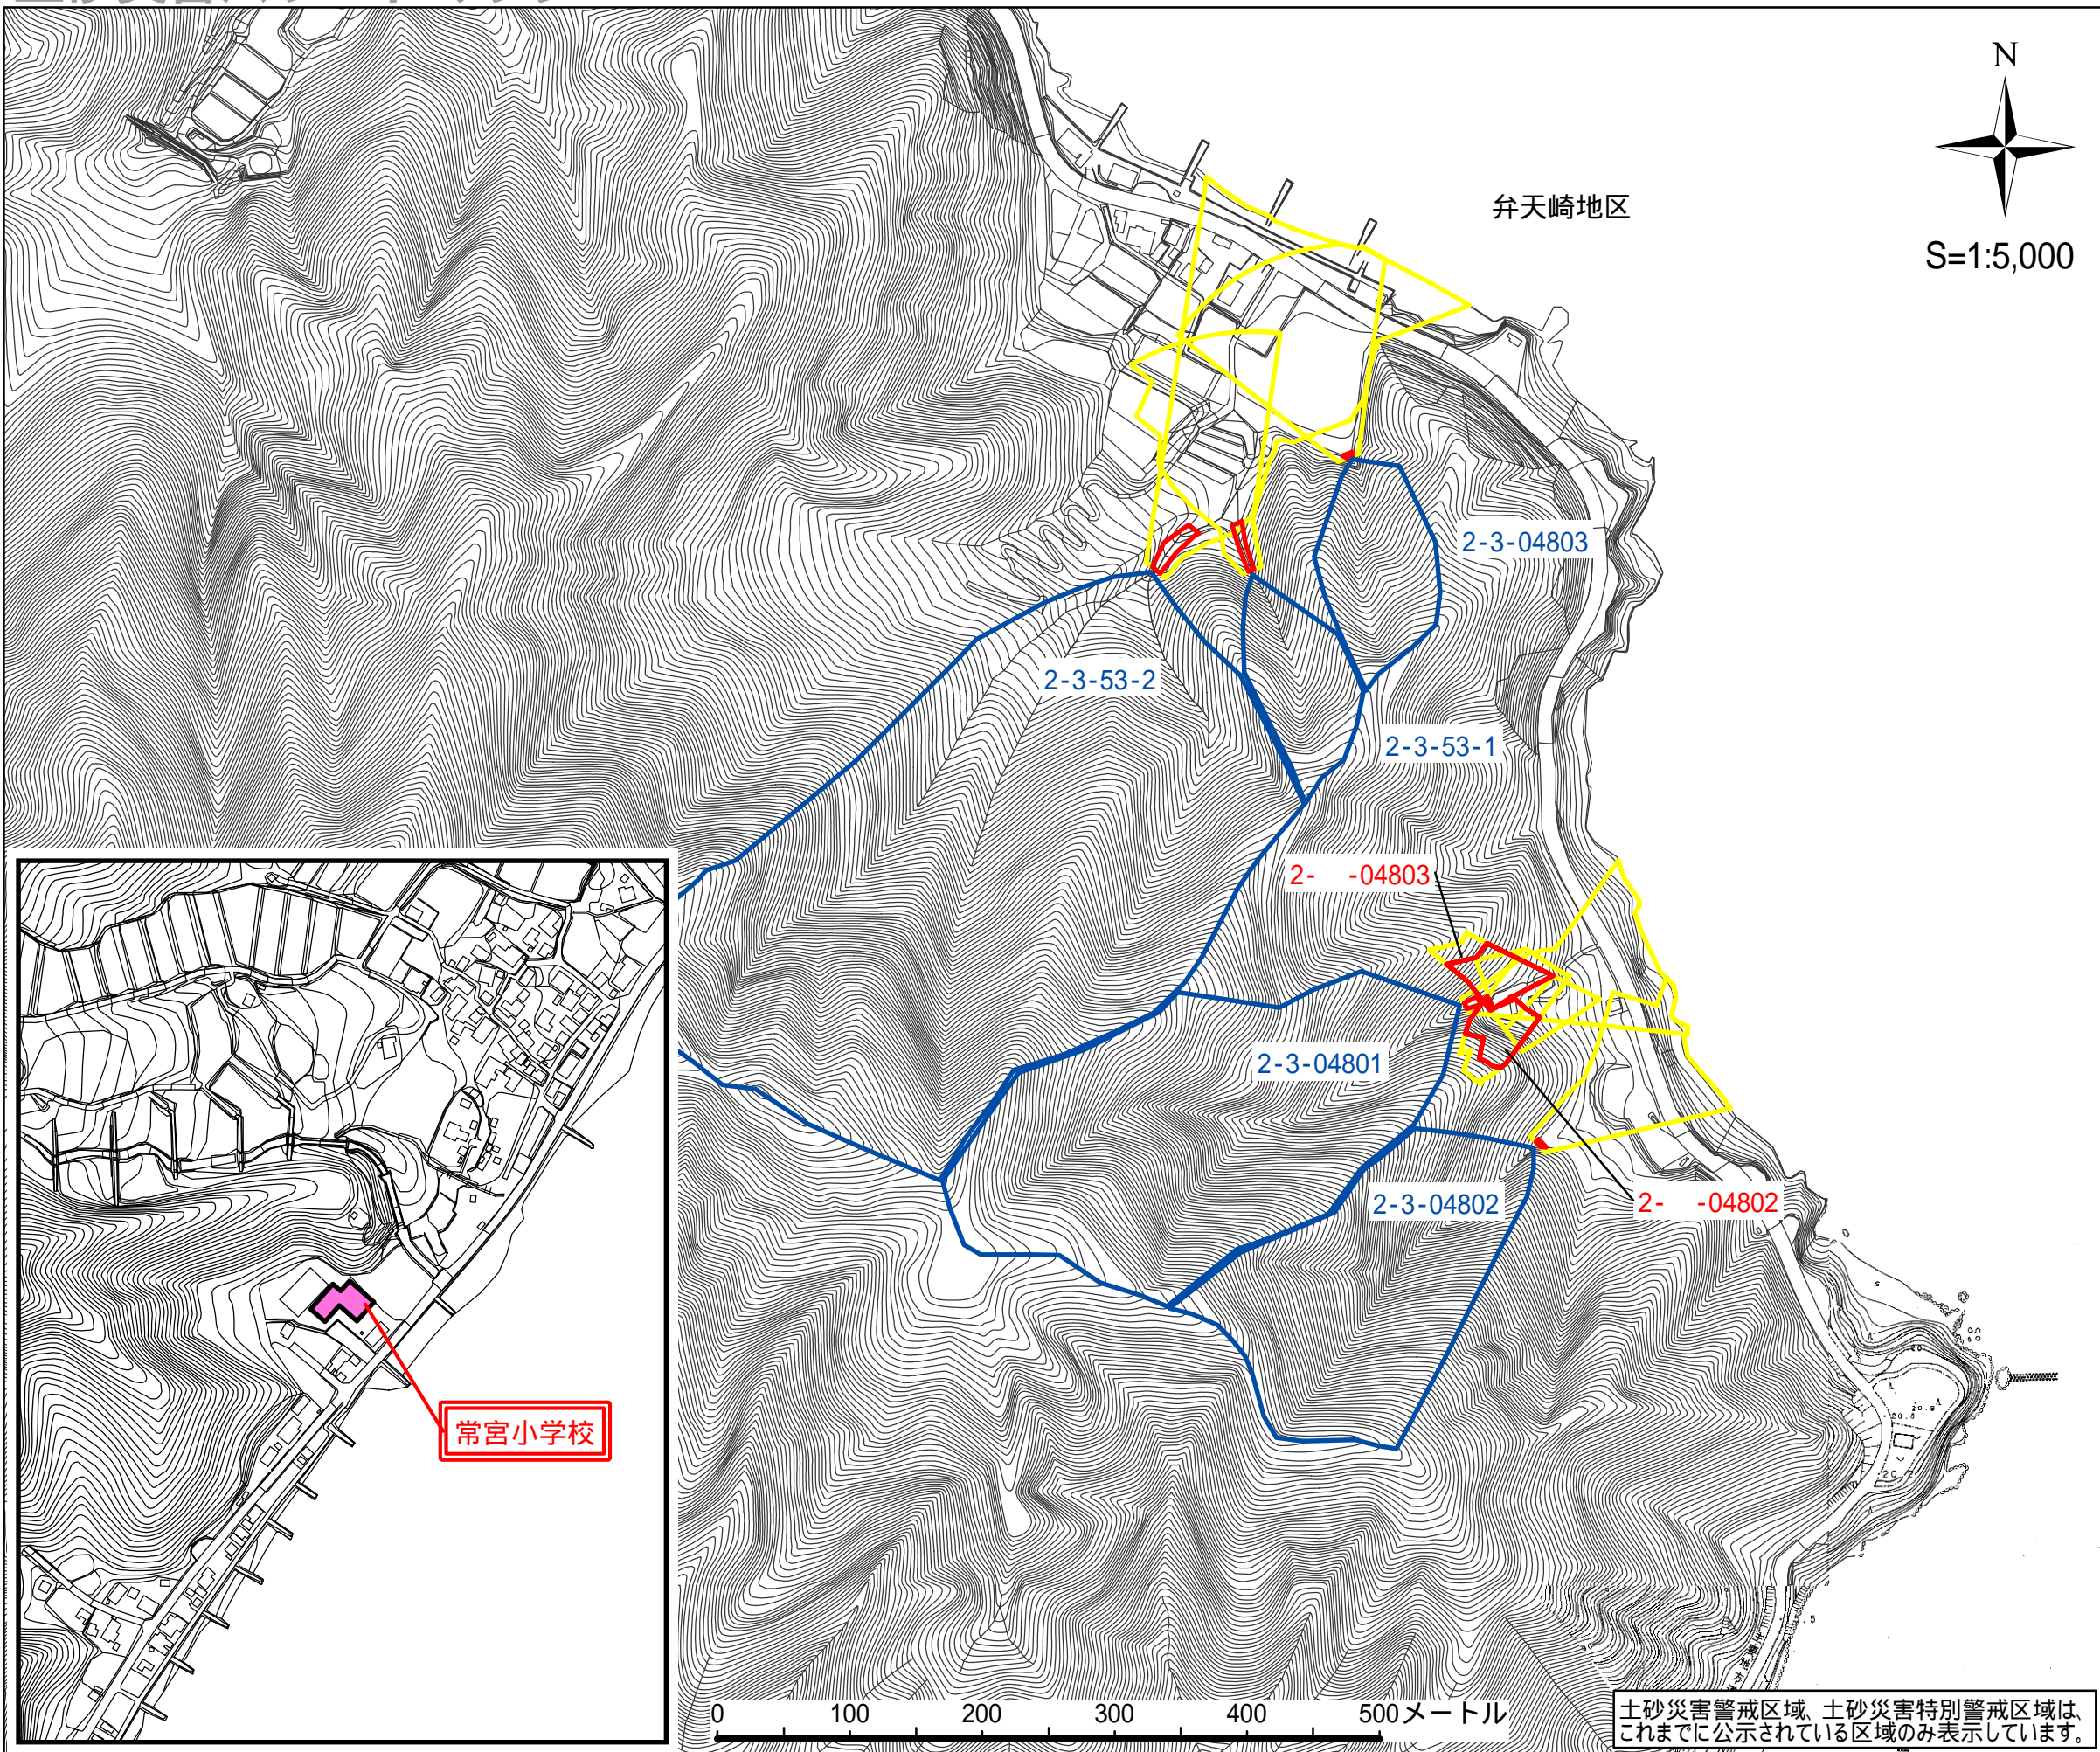 N
弁天崎地区
S=1:5,000
2-3-04803
2-3-53-2
2-3-53-1
2-　-04803
2-3-04801
2-3-04802
2-　-04802
常宮小学校
0 100 200 300 400 500メートル
土砂災害警戒区域、土砂災害特別警戒区域は、
これまでに公示されている区域のみ表示しています。